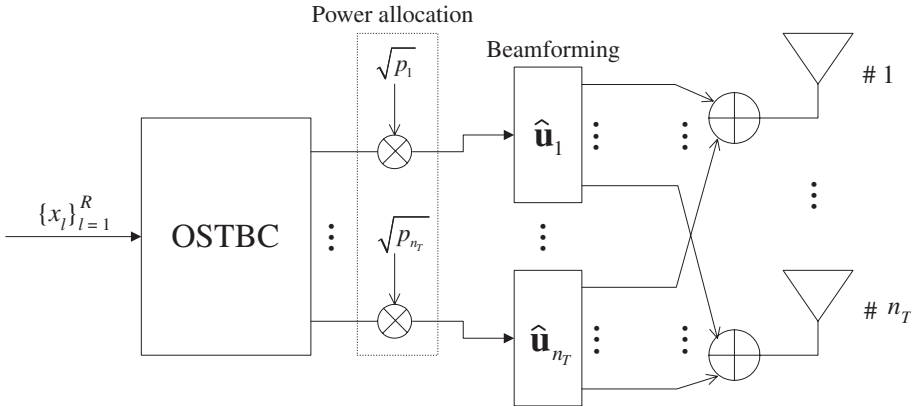 Power allocation
√p₁
Beamforming
# 1
û₁
{x_l}_{l = 1}^{R}
OSTBC
√p_{n_T}
û_{n_T}
# n_T